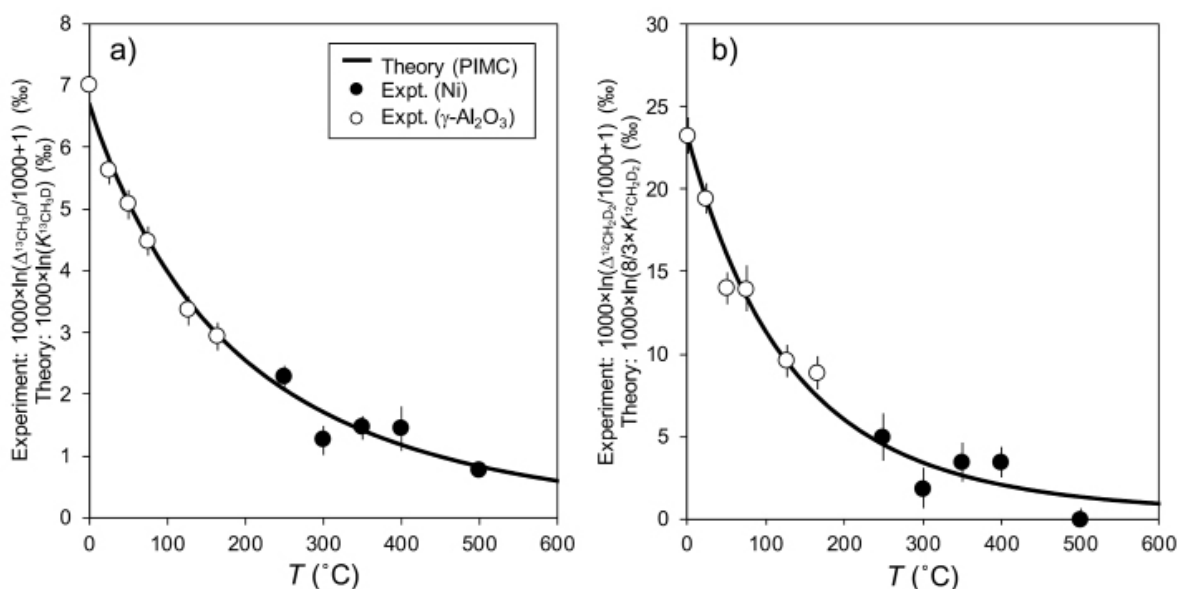 a)
Theory (PIMC)
Expt. (Ni)
Expt. (γ-Al₂O₃)
Experiment: 1000×ln(Δ¹³CH₃D/1000+1) (‰)
Theory: 1000×ln(K¹³CH₃D) (‰)
8
7
6
5
4
3
2
1
0
0 100 200 300 400 500 600
T (˚C)
b)
Experiment: 1000×ln(Δ¹²CH₂D₂/1000+1) (‰)
Theory: 1000×ln(8/3×K¹²CH₂D₂) (‰)
30
25
20
15
10
5
0
0 100 200 300 400 500 600
T (˚C)